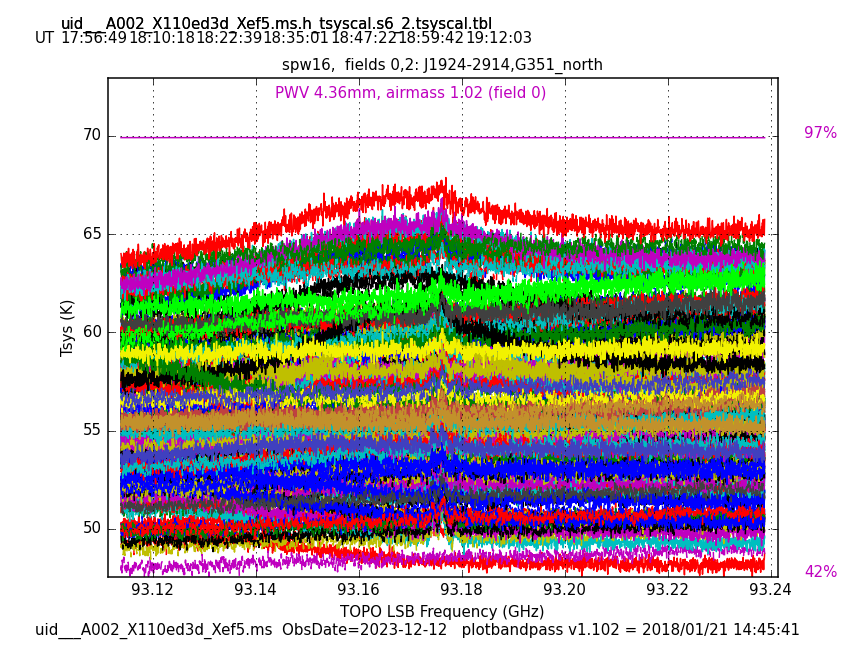 uid___A002_X110ed3d_Xef5.ms.h_tsyscal.s6_2.tsyscal.tbl
UT 17:56:49 18:10:18 18:22:39 18:35:01 18:47:22 18:59:42 19:12:03
spw16,  fields 0,2: J1924-2914,G351_north
PWV 4.36mm, airmass 1.02 (field 0)
97%
70
65
60
55
50
Tsys (K)
42%
93.12 93.14 93.16 93.18 93.20 93.22 93.24
TOPO LSB Frequency (GHz)
uid___A002_X110ed3d_Xef5.ms  ObsDate=2023-12-12   plotbandpass v1.102 = 2018/01/21 14:45:41